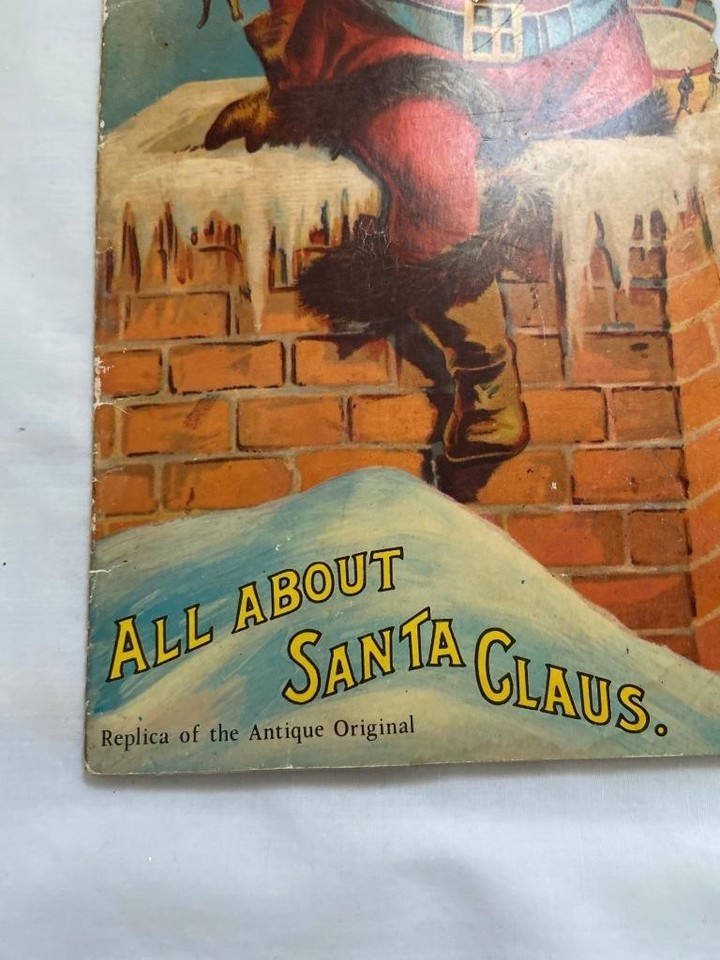 ALL ABOUT
SANTA CLAUS.
Replica of the Antique Original